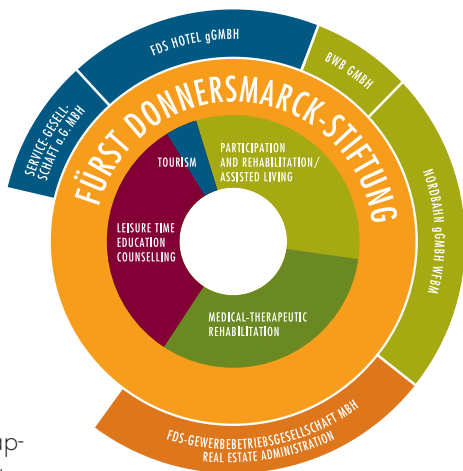 FDS HOTEL gGMBH
BWB GMBH
SERVICE-GESELL-
SCHAFT a.G. MBH
FÜRST DONNERSMARCK-STIFTUNG
NORDBAHN gGMBH WFBM
TOURISM
PARTICIPATION
AND REHABILITATION/
ASSISTED LIVING
LEISURE TIME
EDUCATION
COUNSELLING
MEDICAL-THERAPEUTIC
REHABILITATION
FDS-GEWERBEBETRIEBSGESELLSCHAFT MBH
REAL ESTATE ADMINISTRATION
ap-